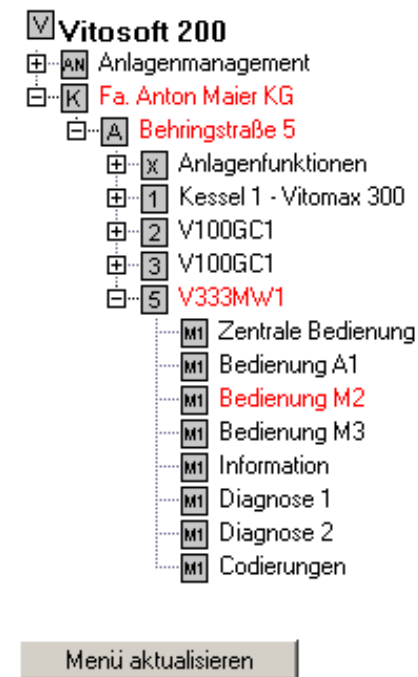 V Vitosoft 200
AN Anlagenmanagement
K Fa. Anton Maier KG
A Behringstraße 5
X Anlagenfunktionen
1 Kessel 1 - Vitomax 300
2 V100GC1
3 V100GC1
5 V333MW1
M1 Zentrale Bedienung
M1 Bedienung A1
M1 Bedienung M2
M1 Bedienung M3
M1 Information
M1 Diagnose 1
M1 Diagnose 2
M1 Codierungen
Menü aktualisieren